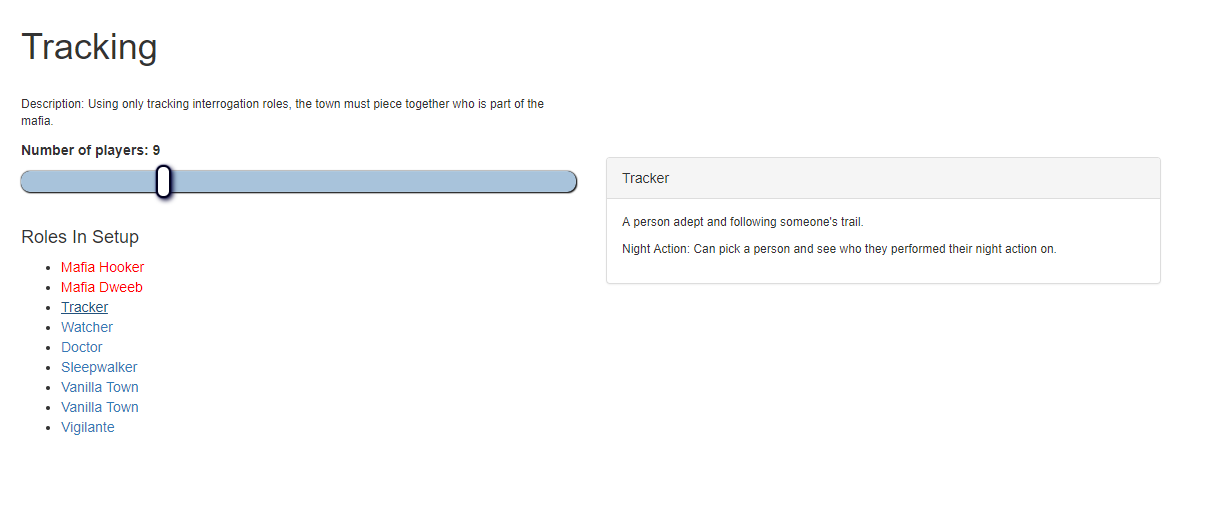 Tracking
Description: Using only tracking interrogation roles, the town must piece together who is part of the
mafia.
Number of players: 9
Roles In Setup
Mafia Hooker
Mafia Dweeb
Tracker
Watcher
Doctor
Sleepwalker
Vanilla Town
Vanilla Town
Vigilante
Tracker
A person adept and following someone's trail.
Night Action: Can pick a person and see who they performed their night action on.